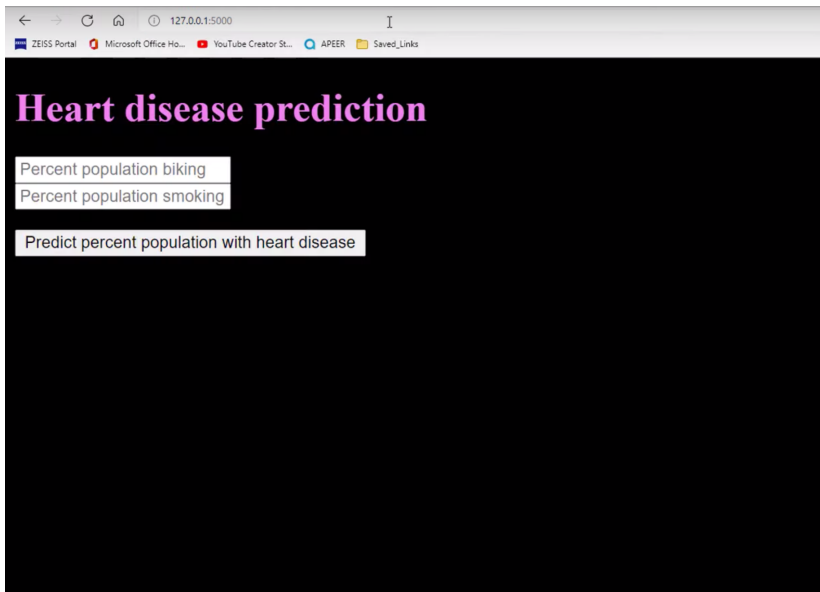 127.0.0.1:5000
ZEISS Portal Microsoft Office Ho... YouTube Creator St... APEER Saved_Links
Heart disease prediction
Percent population biking
Percent population smoking
Predict percent population with heart disease